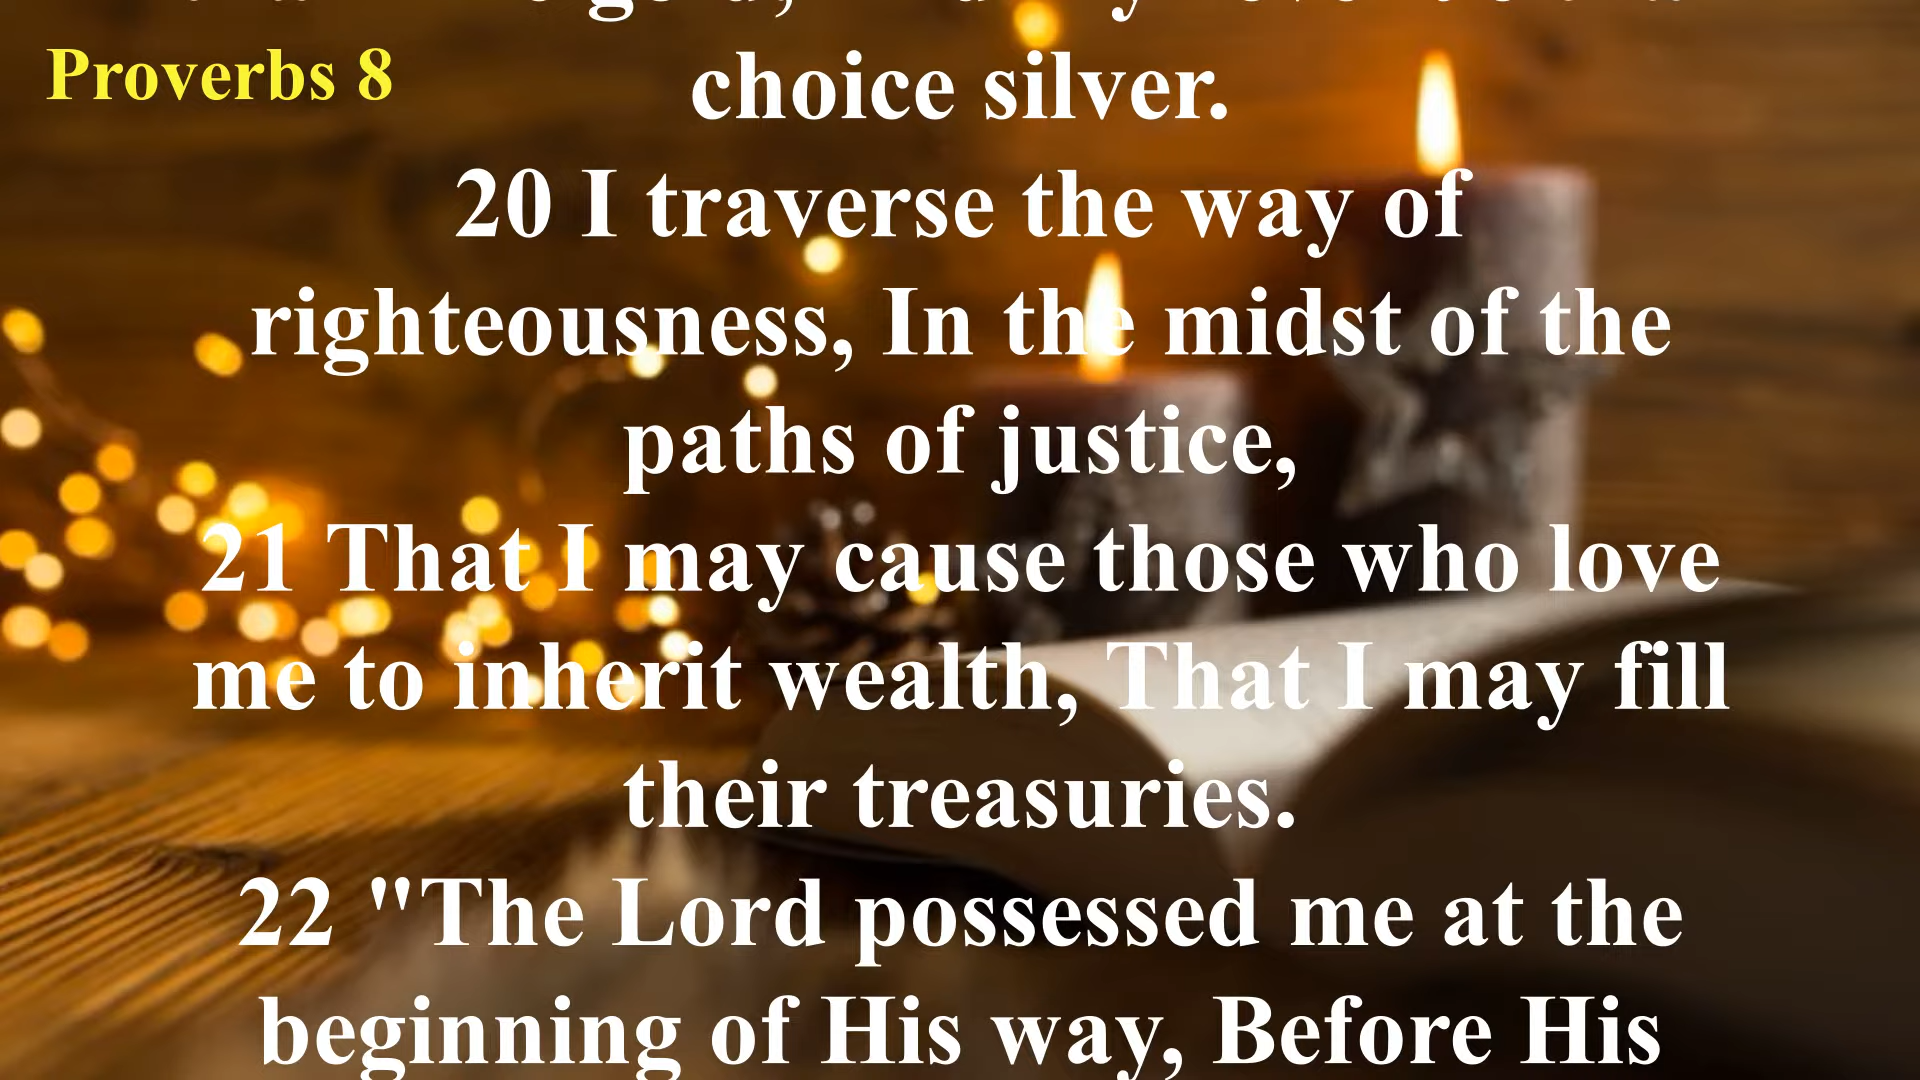 Proverbs 8
choice silver.
20 I traverse the way of
righteousness, In the midst of the
paths of justice,
21 That I may cause those who love
me to inherit wealth, That I may fill
their treasuries.
22 "The Lord possessed me at the
beginning of His way, Before His